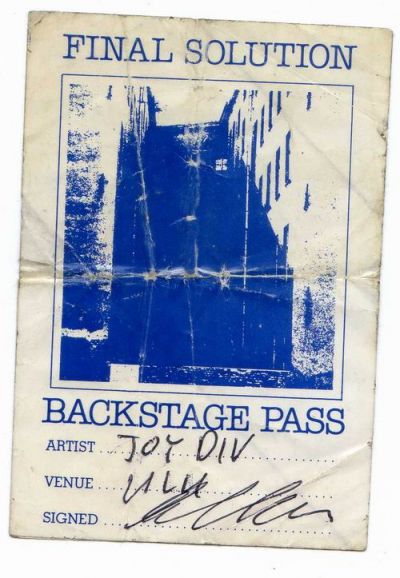 FINAL SOLUTION
BACKSTAGE PASS
ARTIST JOY DIV
VENUE ULU
SIGNED